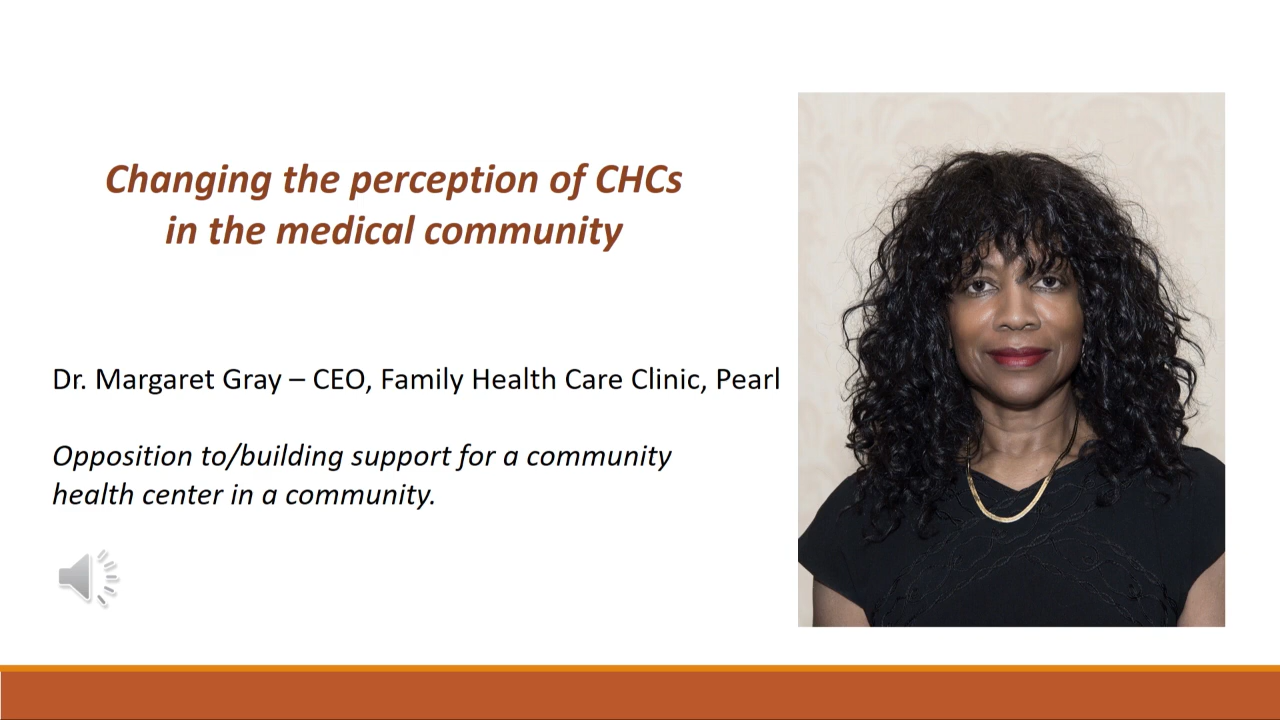 Changing the perception of CHCs
in the medical community
Dr. Margaret Gray – CEO, Family Health Care Clinic, Pearl
Opposition to/building support for a community
health center in a community.